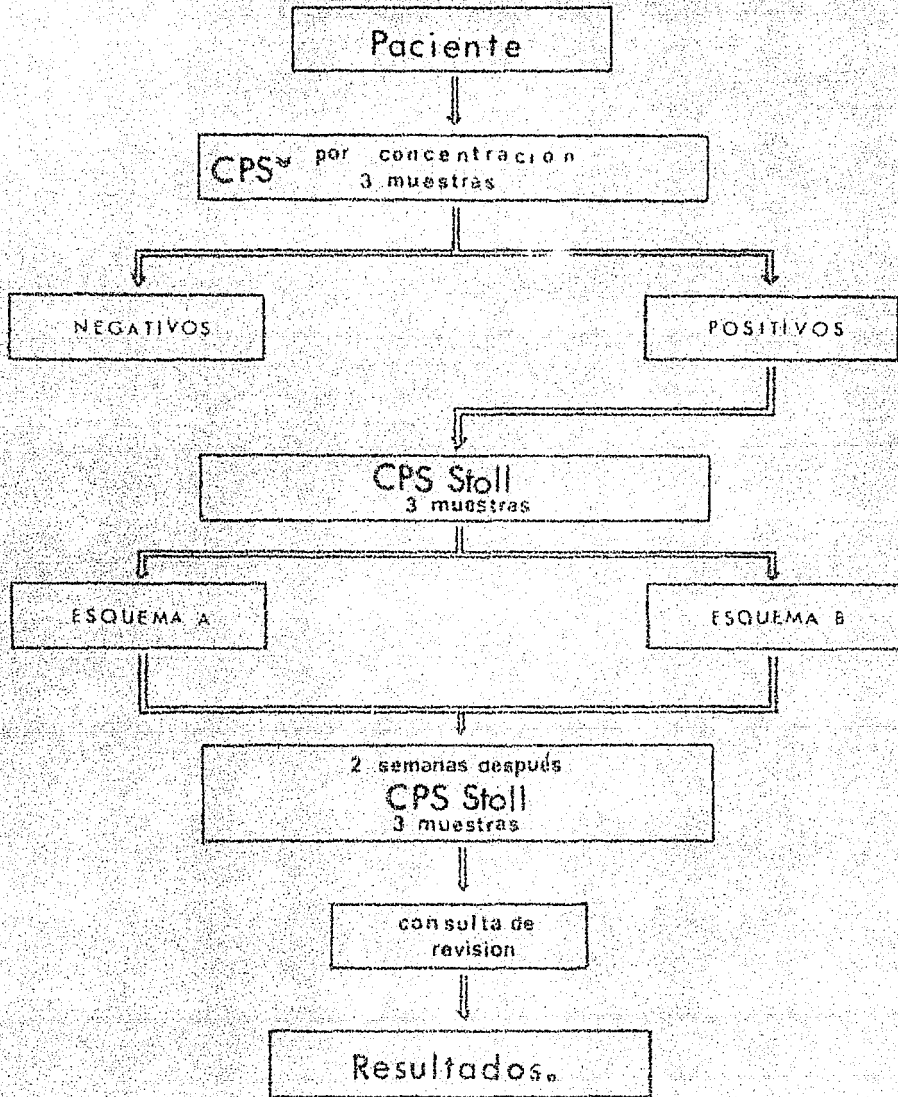 Paciente
CPS* por concentracion
3 muestras
NEGATIVOS
POSITIVOS
CPS Stoll
3 muestras
ESQUEMA A
ESQUEMA B
2 semanas después
CPS Stoll
3 muestras
consulta de
revision
Resultados.